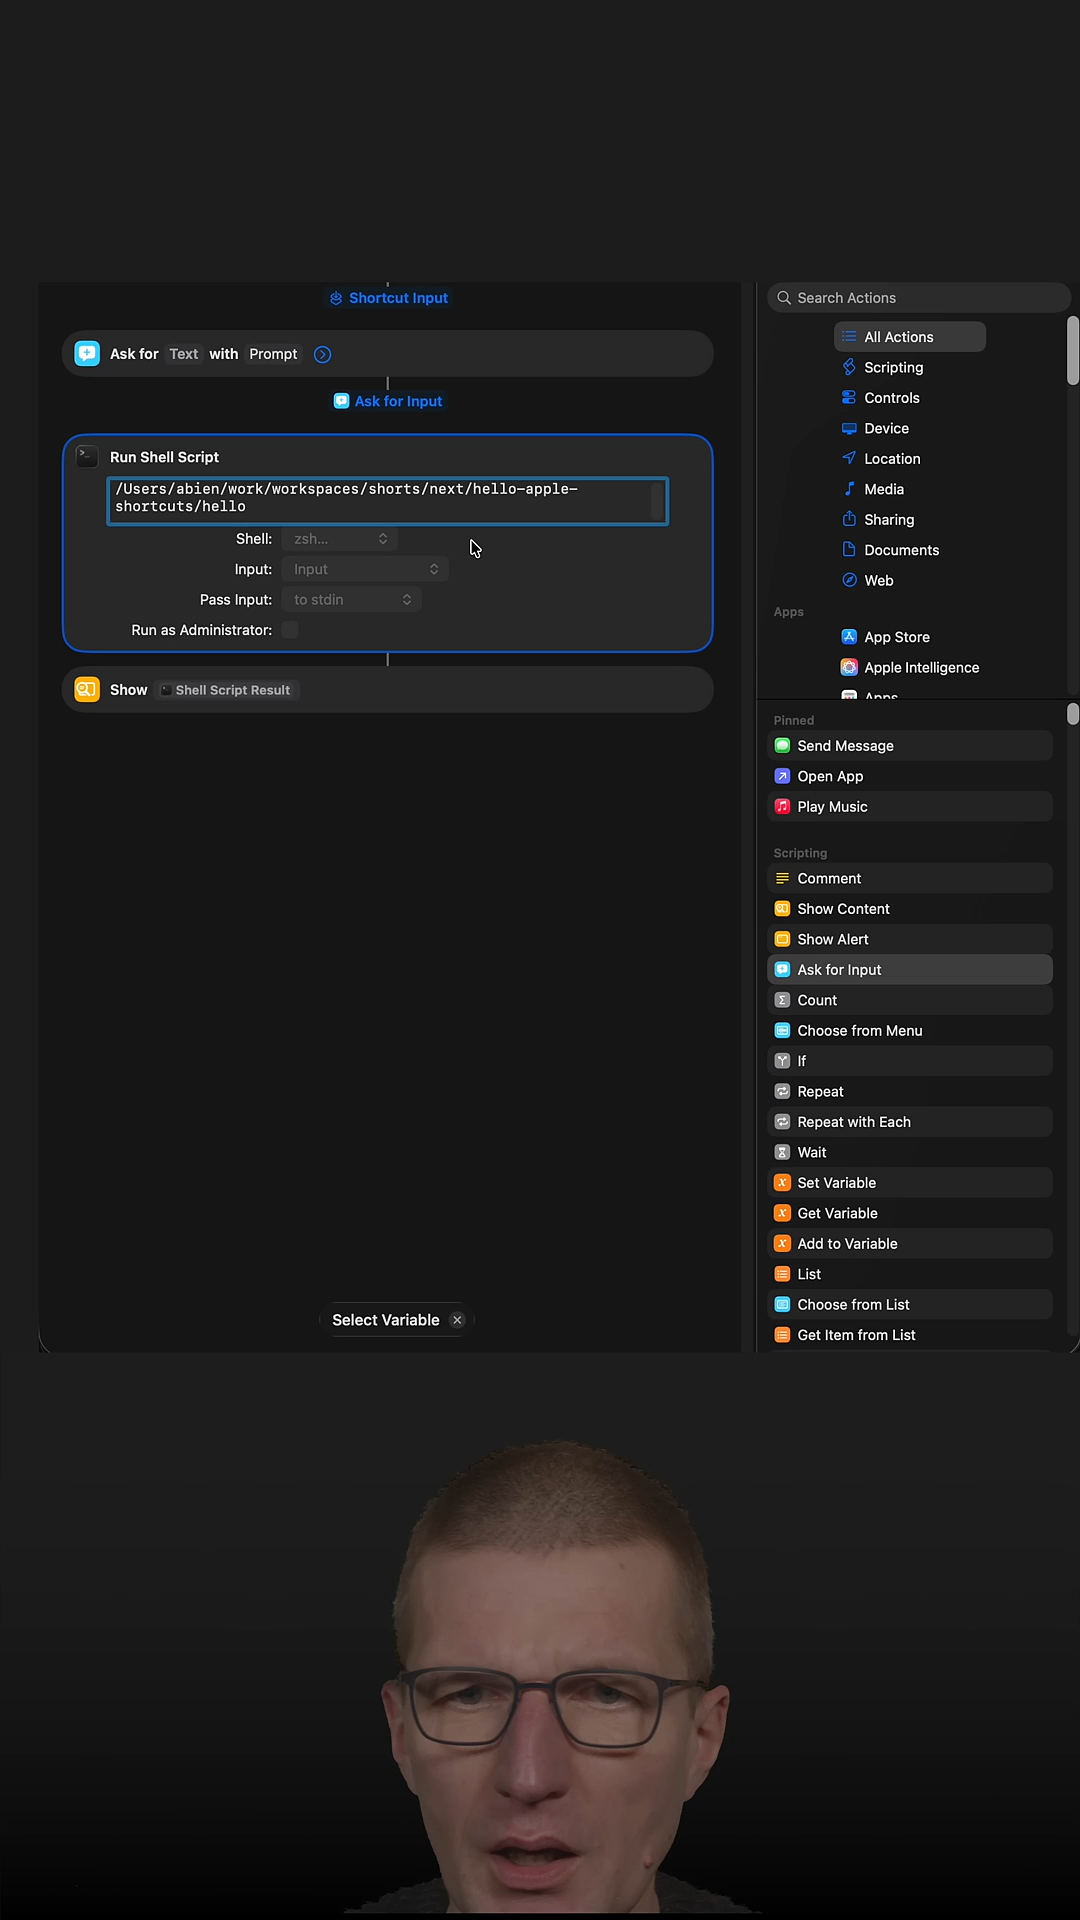 Shortcut Input
Ask for Text with Prompt
Ask for Input
Run Shell Script
/Users/abien/work/workspaces/shorts/next/hello-apple-
shortcuts/hello
Shell: zsh...
Input: Input
Pass Input: to stdin
Run as Administrator:
Show Shell Script Result
Select Variable
Search Actions
All Actions
Scripting
Controls
Device
Location
Media
Sharing
Documents
Web
Apps
App Store
Apple Intelligence
Apps
Pinned
Send Message
Open App
Play Music
Scripting
Comment
Show Content
Show Alert
Ask for Input
Count
Choose from Menu
If
Repeat
Repeat with Each
Wait
Set Variable
Get Variable
Add to Variable
List
Choose from List
Get Item from List